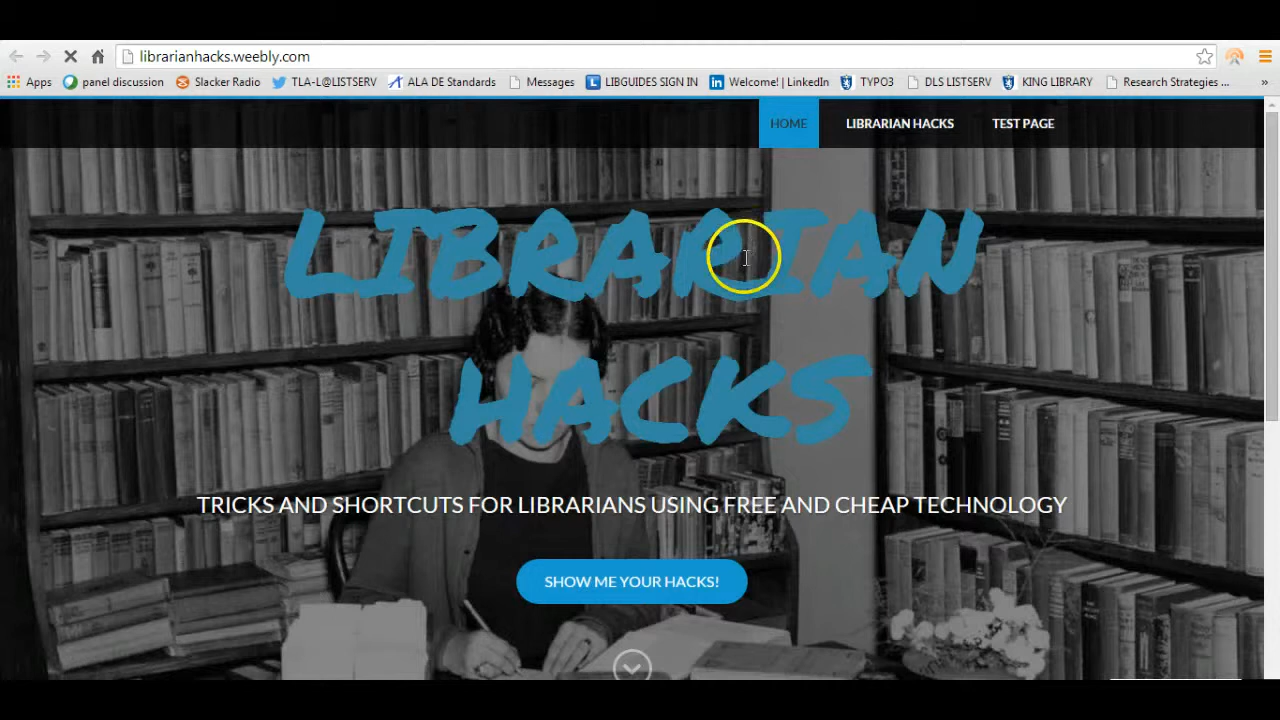 librarianhacks.weebly.com
Apps panel discussion Slacker Radio TLA-L@LISTSERV ALA DE Standards Messages LIBGUIDES SIGN IN Welcome! | LinkedIn TYPO3 DLS LISTSERV KING LIBRARY Research Strategies ... »
HOME LIBRARIAN HACKS TEST PAGE
LIBRARIAN
HACKS
TRICKS AND SHORTCUTS FOR LIBRARIANS USING FREE AND CHEAP TECHNOLOGY
SHOW ME YOUR HACKS!